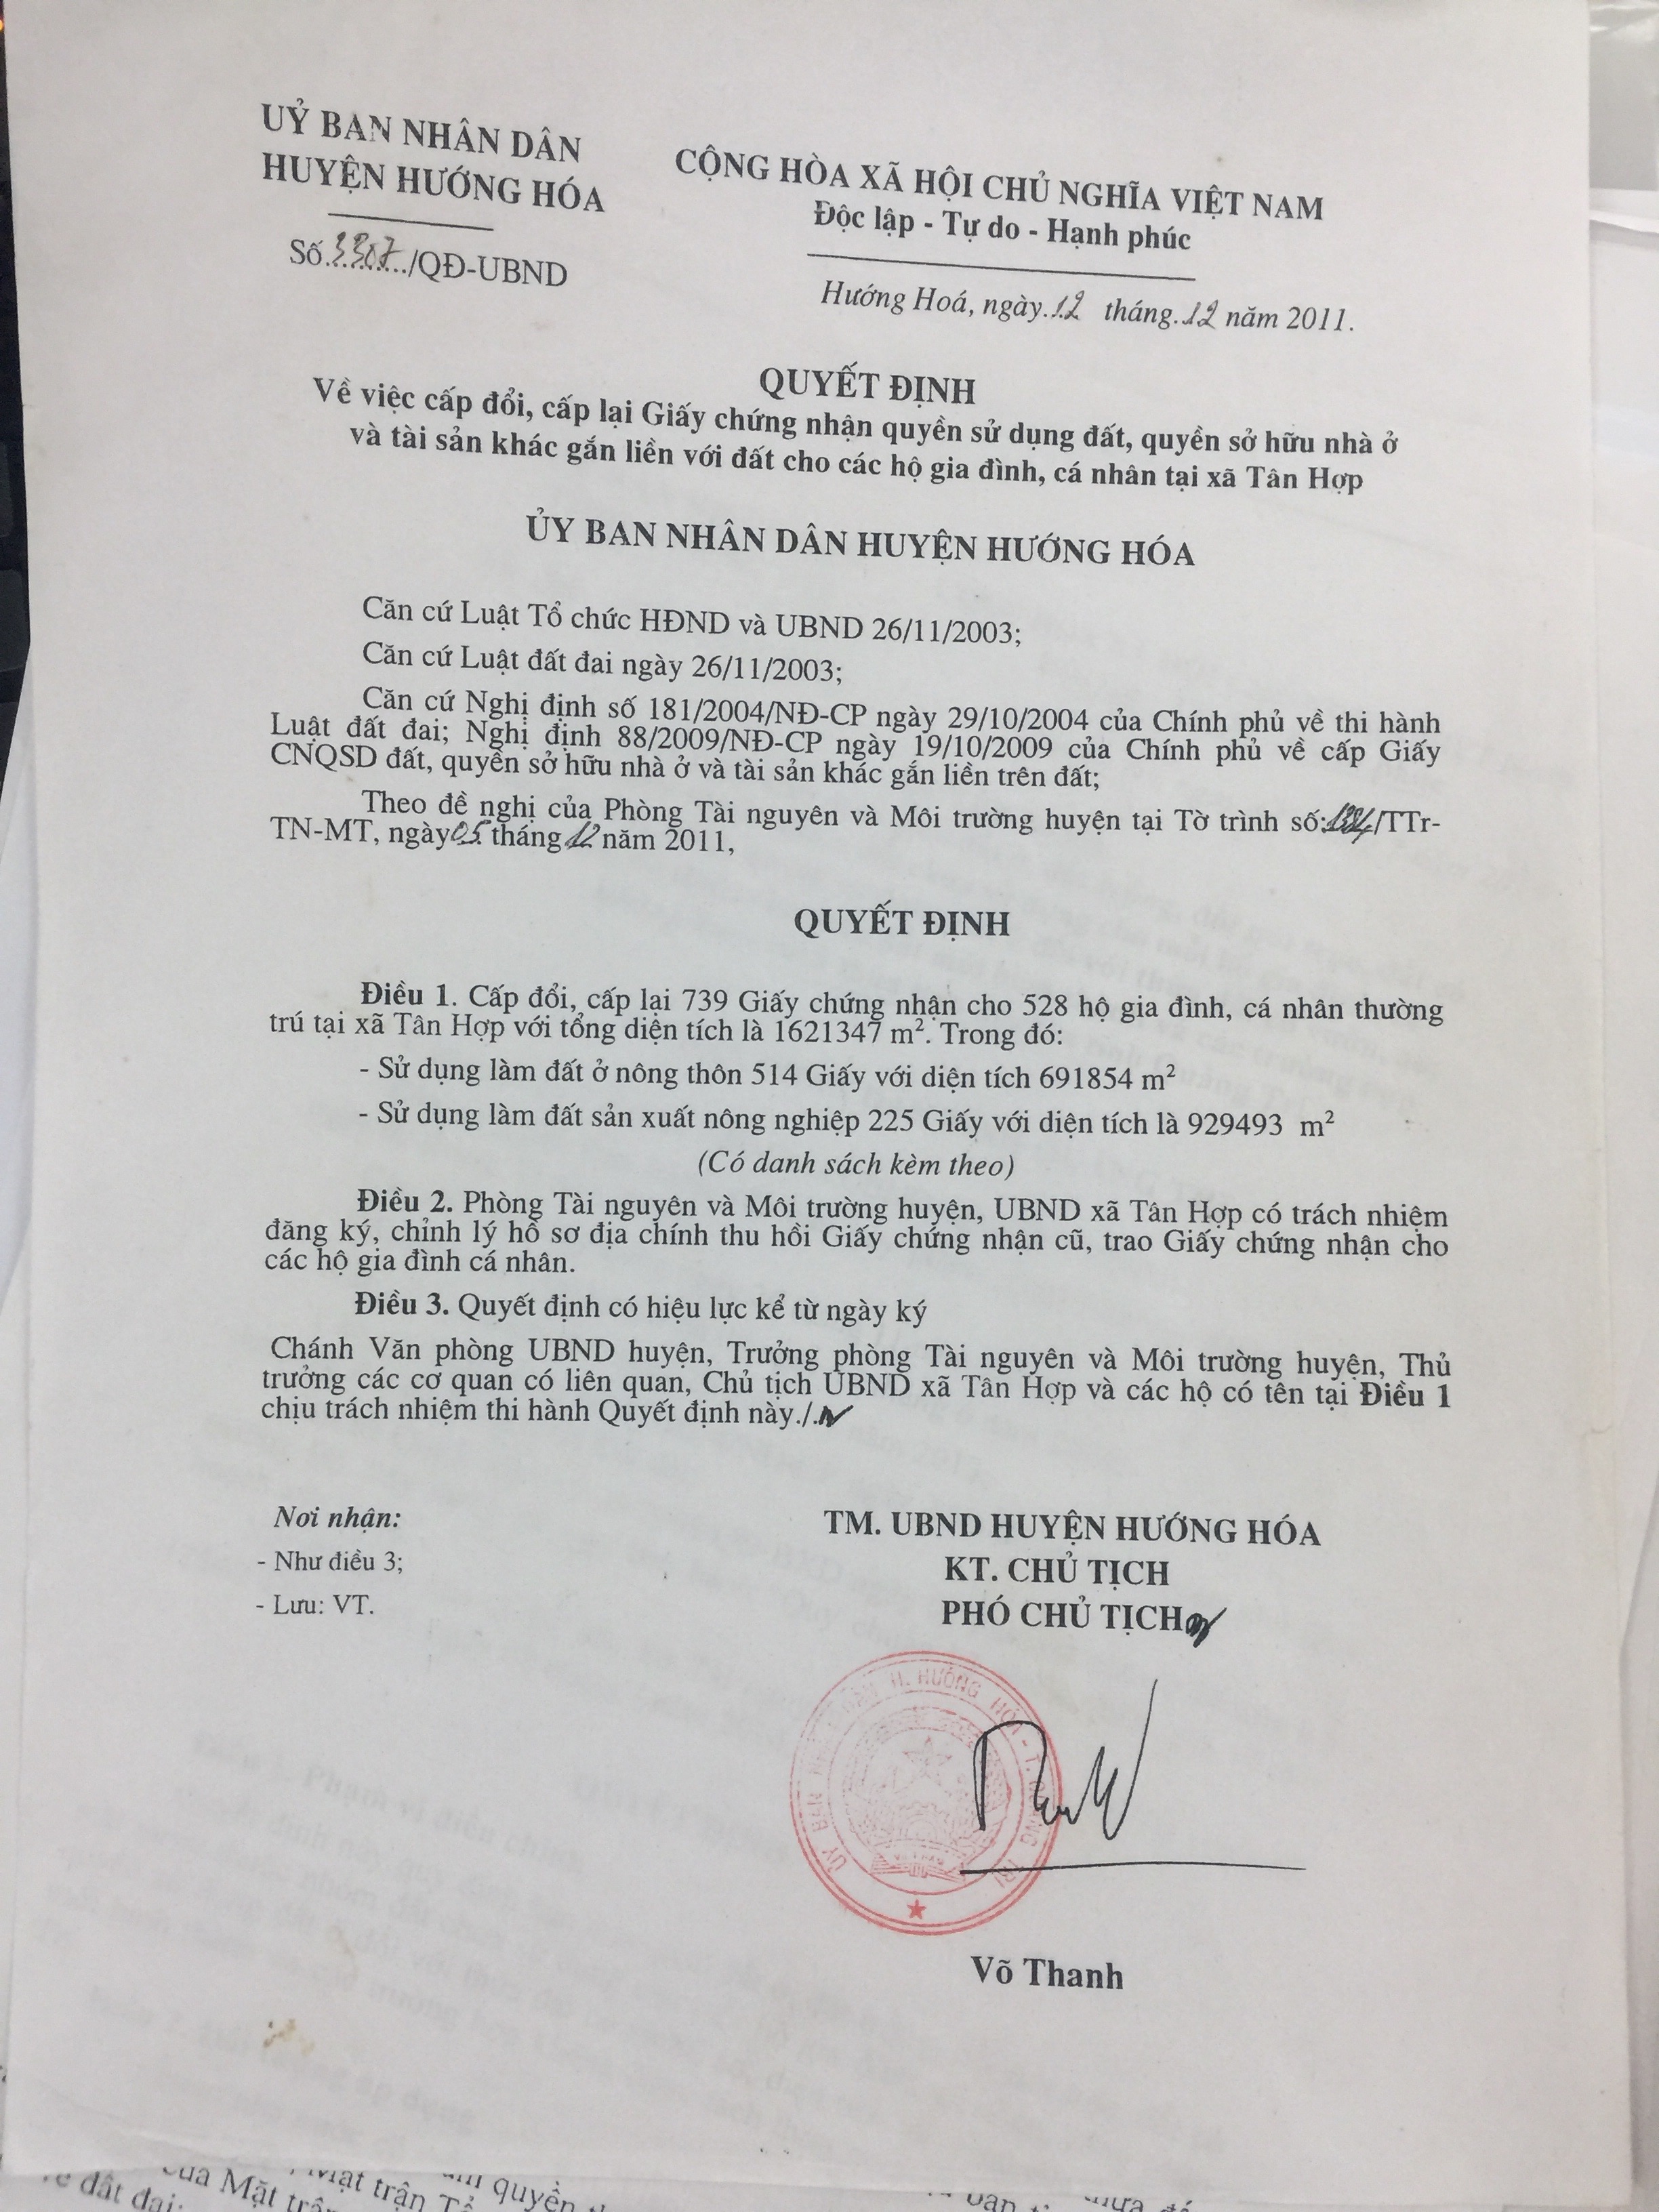 UỶ BAN NHÂN DÂN
HUYỆN HƯỚNG HÓA
Số.3307/QĐ-UBND
CỘNG HÒA XÃ HỘI CHỦ NGHĨA VIỆT NAM
Độc lập - Tự do - Hạnh phúc
Hướng Hoá, ngày.12 tháng.12 năm 2011.
QUYẾT ĐỊNH
Về việc cấp đổi, cấp lại Giấy chứng nhận quyền sử dụng đất, quyền sở hữu nhà ở
và tài sản khác gắn liền với đất cho các hộ gia đình, cá nhân tại xã Tân Hợp
ỦY BAN NHÂN DÂN HUYỆN HƯỚNG HÓA
Căn cứ Luật Tổ chức HĐND và UBND 26/11/2003;
Căn cứ Luật đất đai ngày 26/11/2003;
Căn cứ Nghị định số 181/2004/NĐ-CP ngày 29/10/2004 của Chính phủ về thi hành
Luật đất đai; Nghị định 88/2009/NĐ-CP ngày 19/10/2009 của Chính phủ về cấp Giấy
CNQSD đất, quyền sở hữu nhà ở và tài sản khác gắn liền trên đất;
Theo đề nghị của Phòng Tài nguyên và Môi trường huyện tại Tờ trình số: /TTr-
TN-MT, ngày 05 tháng 12 năm 2011,
QUYẾT ĐỊNH
Điều 1. Cấp đổi, cấp lại 739 Giấy chứng nhận cho 528 hộ gia đình, cá nhân thường
trú tại xã Tân Hợp với tổng diện tích là 1621347 m². Trong đó:
- Sử dụng làm đất ở nông thôn 514 Giấy với diện tích 691854 m²
- Sử dụng làm đất sản xuất nông nghiệp 225 Giấy với diện tích là 929493 m²
(Có danh sách kèm theo)
Điều 2. Phòng Tài nguyên và Môi trường huyện, UBND xã Tân Hợp có trách nhiệm
đăng ký, chỉnh lý hồ sơ địa chính thu hồi Giấy chứng nhận cũ, trao Giấy chứng nhận cho
các hộ gia đình cá nhân.
Điều 3. Quyết định có hiệu lực kể từ ngày ký
Chánh Văn phòng UBND huyện, Trưởng phòng Tài nguyên và Môi trường huyện, Thủ
trưởng các cơ quan có liên quan, Chủ tịch UBND xã Tân Hợp và các hộ có tên tại Điều 1
chịu trách nhiệm thi hành Quyết định này./.
Nơi nhận:
- Như điều 3;
- Lưu: VT.
TM. UBND HUYỆN HƯỚNG HÓA
KT. CHỦ TỊCH
PHÓ CHỦ TỊCH
ỦY BAN NHÂN DÂN H. HƯỚNG HÓA - T. QUẢNG TRỊ
Võ Thanh
của Mặt trận
Mặt trận Tổ
quyền
về đất đai;